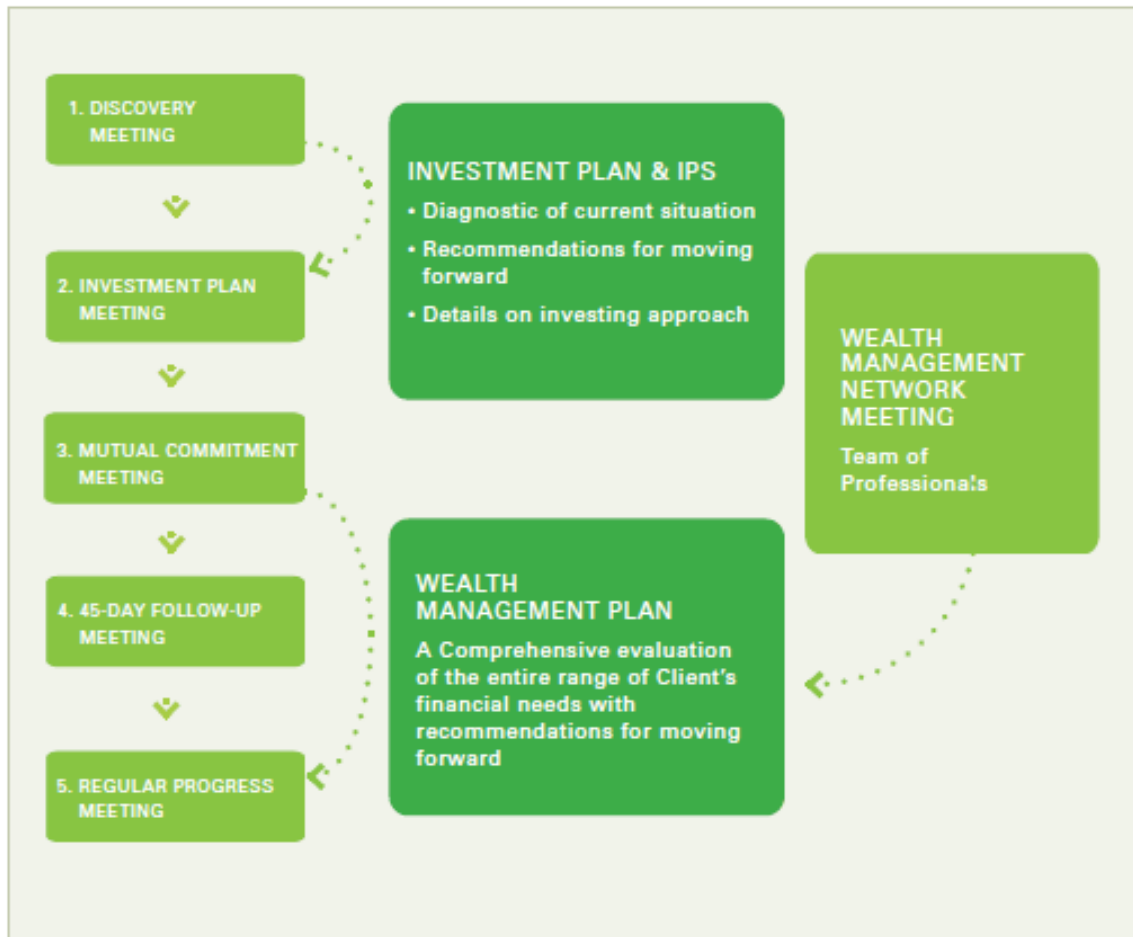 1. DISCOVERY
MEETING
2. INVESTMENT PLAN
MEETING
3. MUTUAL COMMITMENT
MEETING
4. 45-DAY FOLLOW-UP
MEETING
5. REGULAR PROGRESS
MEETING
INVESTMENT PLAN & IPS
• Diagnostic of current situation
• Recommendations for moving
forward
• Details on investing approach
WEALTH
MANAGEMENT PLAN
A Comprehensive evaluation
of the entire range of Client's
financial needs with
recommendations for moving
forward
WEALTH
MANAGEMENT
NETWORK
MEETING
Team of
Professionals